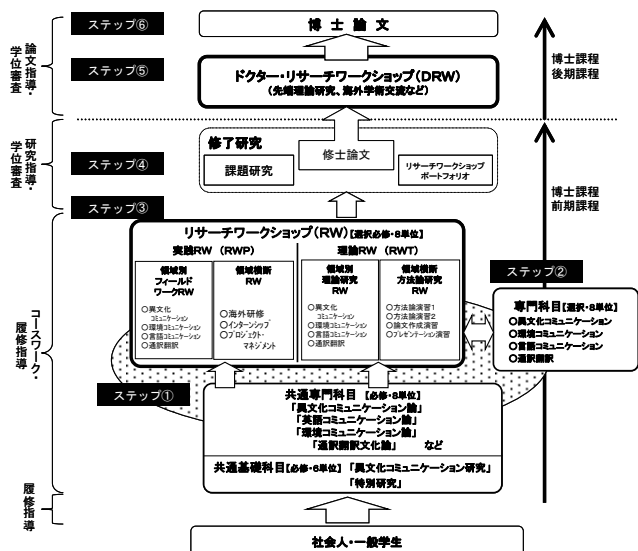 ステップ⑥
博士論文
論文指導・学位審査
ステップ⑤
ドクター・リサーチワークショップ(DRW)
(先端理論研究、海外学術交流など)
博士課程
後期課程
研究指導・学位審査
修了研究
ステップ④
課題研究
修士論文
リサーチワークショップ
ポートフォリオ
博士課程
前期課程
ステップ③
リサーチワークショップ(RW)【選択必修・8単位】
実践RW (RWP)
理論RW (RWT)
領域別
フィールド
ワークRW
○異文化
コミュニケーション
○環境コミュニケーション
○言語コミュニケーション
○通訳翻訳
領域横断
RW
○海外研修
○インターンシップ
○プロジェクト・
マネジメント
領域別
理論研究
RW
○異文化
コミュニケーション
○環境コミュニケーション
○言語コミュニケーション
○通訳翻訳
領域横断
方法論研究
RW
○方法論演習1
○方法論演習2
○論文作成演習
○プレゼンテーション演習
ステップ②
専門科目【選択・8単位】
○異文化コミュニケーション
○環境コミュニケーション
○言語コミュニケーション
○通訳翻訳
コースワーク・履修指導
ステップ①
共通専門科目 【必修・8単位】
「異文化コミュニケーション論」
「英語コミュニケーション論」
「環境コミュニケーション論」
「通訳翻訳文化論」 など
共通基礎科目【必修・6単位】「異文化コミュニケーション研究」
「特別研究」
履修指導
社会人・一般学生